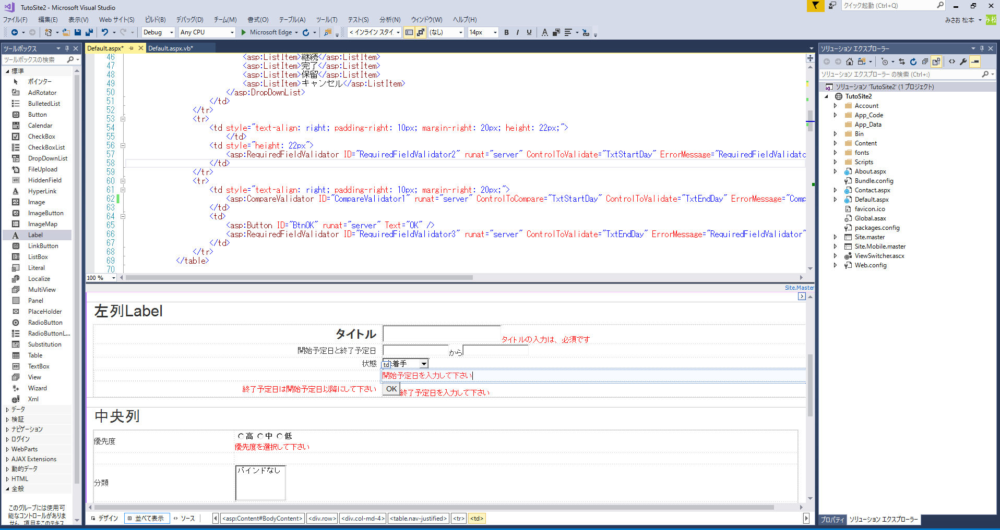 TutoSite2 - Microsoft Visual Studio
クイック起動 (Ctrl+Q)
ファイル(F) 編集(E) 表示(V) Web サイト(S) ビルド(B) デバッグ(D) チーム(M) 書式(O) テーブル(A) ツール(T) テスト(S) 分析(N) ウィンドウ(W) ヘルプ(H)
みさお 松本
み松
Debug Any CPU Microsoft Edge < インライン スタイ (なし) 14px B I U A
ツールボックス
ツールボックスの検索
標準
ポインター
AdRotator
BulletedList
Button
Calendar
CheckBox
CheckBoxList
DropDownList
FileUpload
HiddenField
HyperLink
Image
ImageButton
ImageMap
Label
LinkButton
ListBox
Literal
Localize
MultiView
Panel
PlaceHolder
RadioButton
RadioButtonL...
Substitution
Table
TextBox
View
Wizard
Xml
データ
検証
ナビゲーション
ログイン
WebParts
AJAX Extensions
動的データ
HTML
全般
このグループには使用可
能なコントロールがありま
せん。項目をこのテキス
Default.aspx* Default.aspx.vb*
46 <asp:ListItem>継続</asp:ListItem>
47 <asp:ListItem>完了</asp:ListItem>
48 <asp:ListItem>保留</asp:ListItem>
49 <asp:ListItem>キャンセル</asp:ListItem>
50 </asp:DropDownList>
51 </td>
52 </tr>
53 <tr>
54 <td style="text-align: right; padding-right: 10px; margin-right: 20px; height: 22px;">
55 </td>
56 <td style="height: 22px">
57 <asp:RequiredFieldValidator ID="RequiredFieldValidator2" runat="server" ControlToValidate="TxtStartDay" ErrorMessage="RequiredFieldValidato
58 </td>
59 </tr>
60 <tr>
61 <td style="text-align: right; padding-right: 10px; margin-right: 20px;">
62 <asp:CompareValidator ID="CompareValidator1" runat="server" ControlToCompare="TxtStartDay" ControlToValidate="TxtEndDay" ErrorMessage="Comp
63 </td>
64 <td>
65 <asp:Button ID="BtnOK" runat="server" Text="OK" />
66 <asp:RequiredFieldValidator ID="RequiredFieldValidator3" runat="server" ControlToValidate="TxtEndDay" ErrorMessage="RequiredFieldValidator"
67 </td>
68 </tr>
69 </table>
70
100 %
Site.Master
左列Label
タイトル タイトルの入力は、必須です
開始予定日と終了予定日 から
状態 td 着手
開始予定日を入力して下さい
終了予定日は開始予定日以降にして下さい OK 終了予定日を入力して下さい
中央列
優先度 高 中 低
優先度を選択して下さい
分類 バインドなし
デザイン 並べて表示 ソース <asp:Content#BodyContent> <div.row> <div.col-md-4> <table.nav-justified> <tr> <td>
ソリューション エクスプローラー
ソリューション エクスプローラー の検索 (Ctrl+:)
ソリューション 'TutoSite2' (1 プロジェクト)
TutoSite2
Account
App_Code
App_Data
Bin
Content
fonts
Scripts
About.aspx
Bundle.config
Contact.aspx
Default.aspx
favicon.ico
Global.asax
packages.config
Site.master
Site.Mobile.master
ViewSwitcher.ascx
Web.config
プロパティ ソリューション エクスプローラー